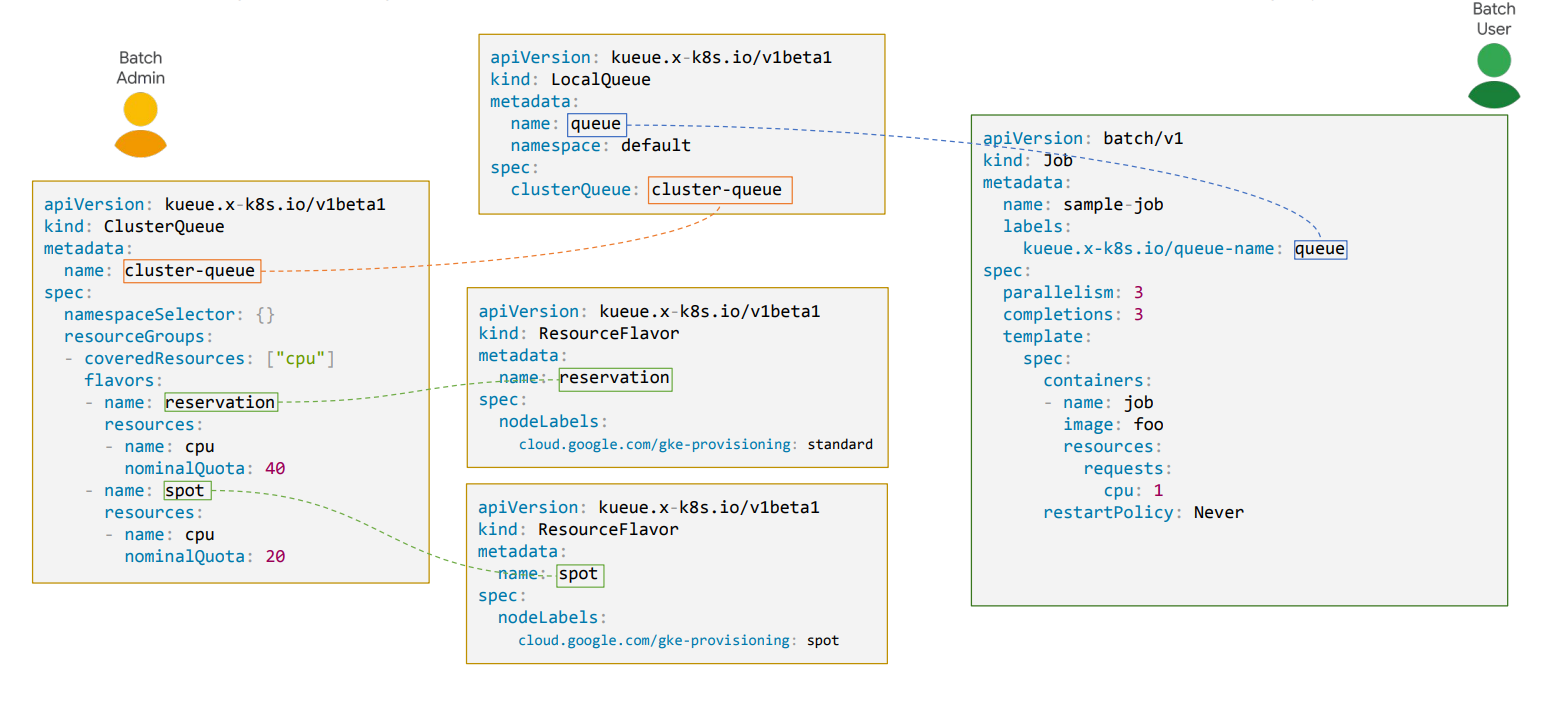 Batch
Admin
apiVersion: kueue.x-k8s.io/v1beta1
kind: ClusterQueue
metadata:
  name: cluster-queue
spec:
  namespaceSelector: {}
  resourceGroups:
  - coveredResources: ["cpu"]
    flavors:
    - name: reservation
      resources:
      - name: cpu
        nominalQuota: 40
    - name: spot
      resources:
      - name: cpu
        nominalQuota: 20
apiVersion: kueue.x-k8s.io/v1beta1
kind: LocalQueue
metadata:
  name: queue
  namespace: default
spec:
  clusterQueue: cluster-queue
apiVersion: kueue.x-k8s.io/v1beta1
kind: ResourceFlavor
metadata:
  name: reservation
spec:
  nodeLabels:
    cloud.google.com/gke-provisioning: standard
apiVersion: kueue.x-k8s.io/v1beta1
kind: ResourceFlavor
metadata:
  name: spot
spec:
  nodeLabels:
    cloud.google.com/gke-provisioning: spot
Batch
User
apiVersion: batch/v1
kind: Job
metadata:
  name: sample-job
  labels:
    kueue.x-k8s.io/queue-name: queue
spec:
  parallelism: 3
  completions: 3
  template:
    spec:
      containers:
      - name: job
        image: foo
        resources:
          requests:
            cpu: 1
      restartPolicy: Never